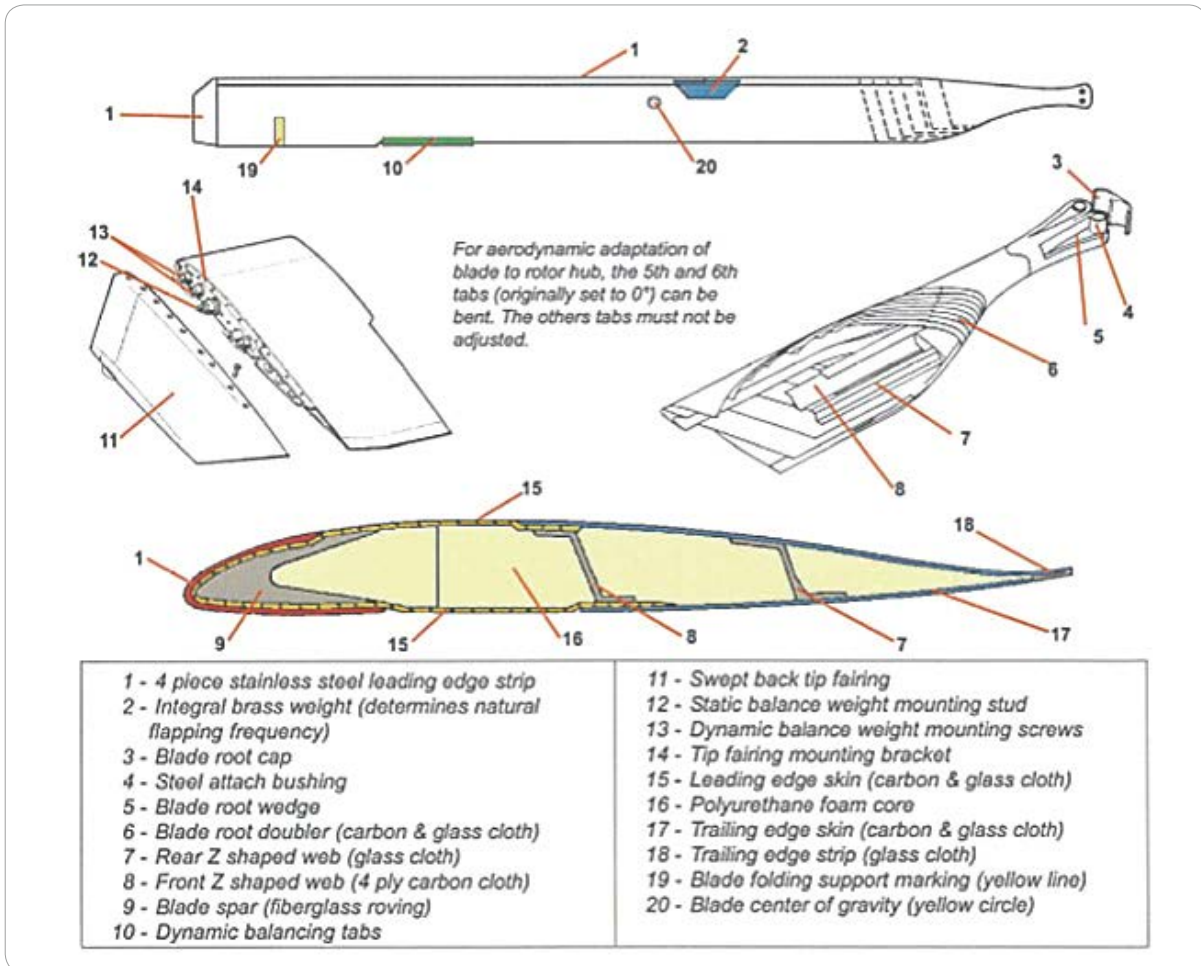 1
2
1
19
10
20
14
13
12
11
For aerodynamic adaptation of
blade to rotor hub, the 5th and 6th
tabs (originally set to 0°) can be
bent. The others tabs must not be
adjusted.
3
4
5
6
7
8
15
18
1
9
15
16
8
7
17
1 - 4 piece stainless steel leading edge strip
2 - Integral brass weight (determines natural
flapping frequency)
3 - Blade root cap
4 - Steel attach bushing
5 - Blade root wedge
6 - Blade root doubler (carbon & glass cloth)
7 - Rear Z shaped web (glass cloth)
8 - Front Z shaped web (4 ply carbon cloth)
9 - Blade spar (fiberglass roving)
10 - Dynamic balancing tabs
11 - Swept back tip fairing
12 - Static balance weight mounting stud
13 - Dynamic balance weight mounting screws
14 - Tip fairing mounting bracket
15 - Leading edge skin (carbon & glass cloth)
16 - Polyurethane foam core
17 - Trailing edge skin (carbon & glass cloth)
18 - Trailing edge strip (glass cloth)
19 - Blade folding support marking (yellow line)
20 - Blade center of gravity (yellow circle)